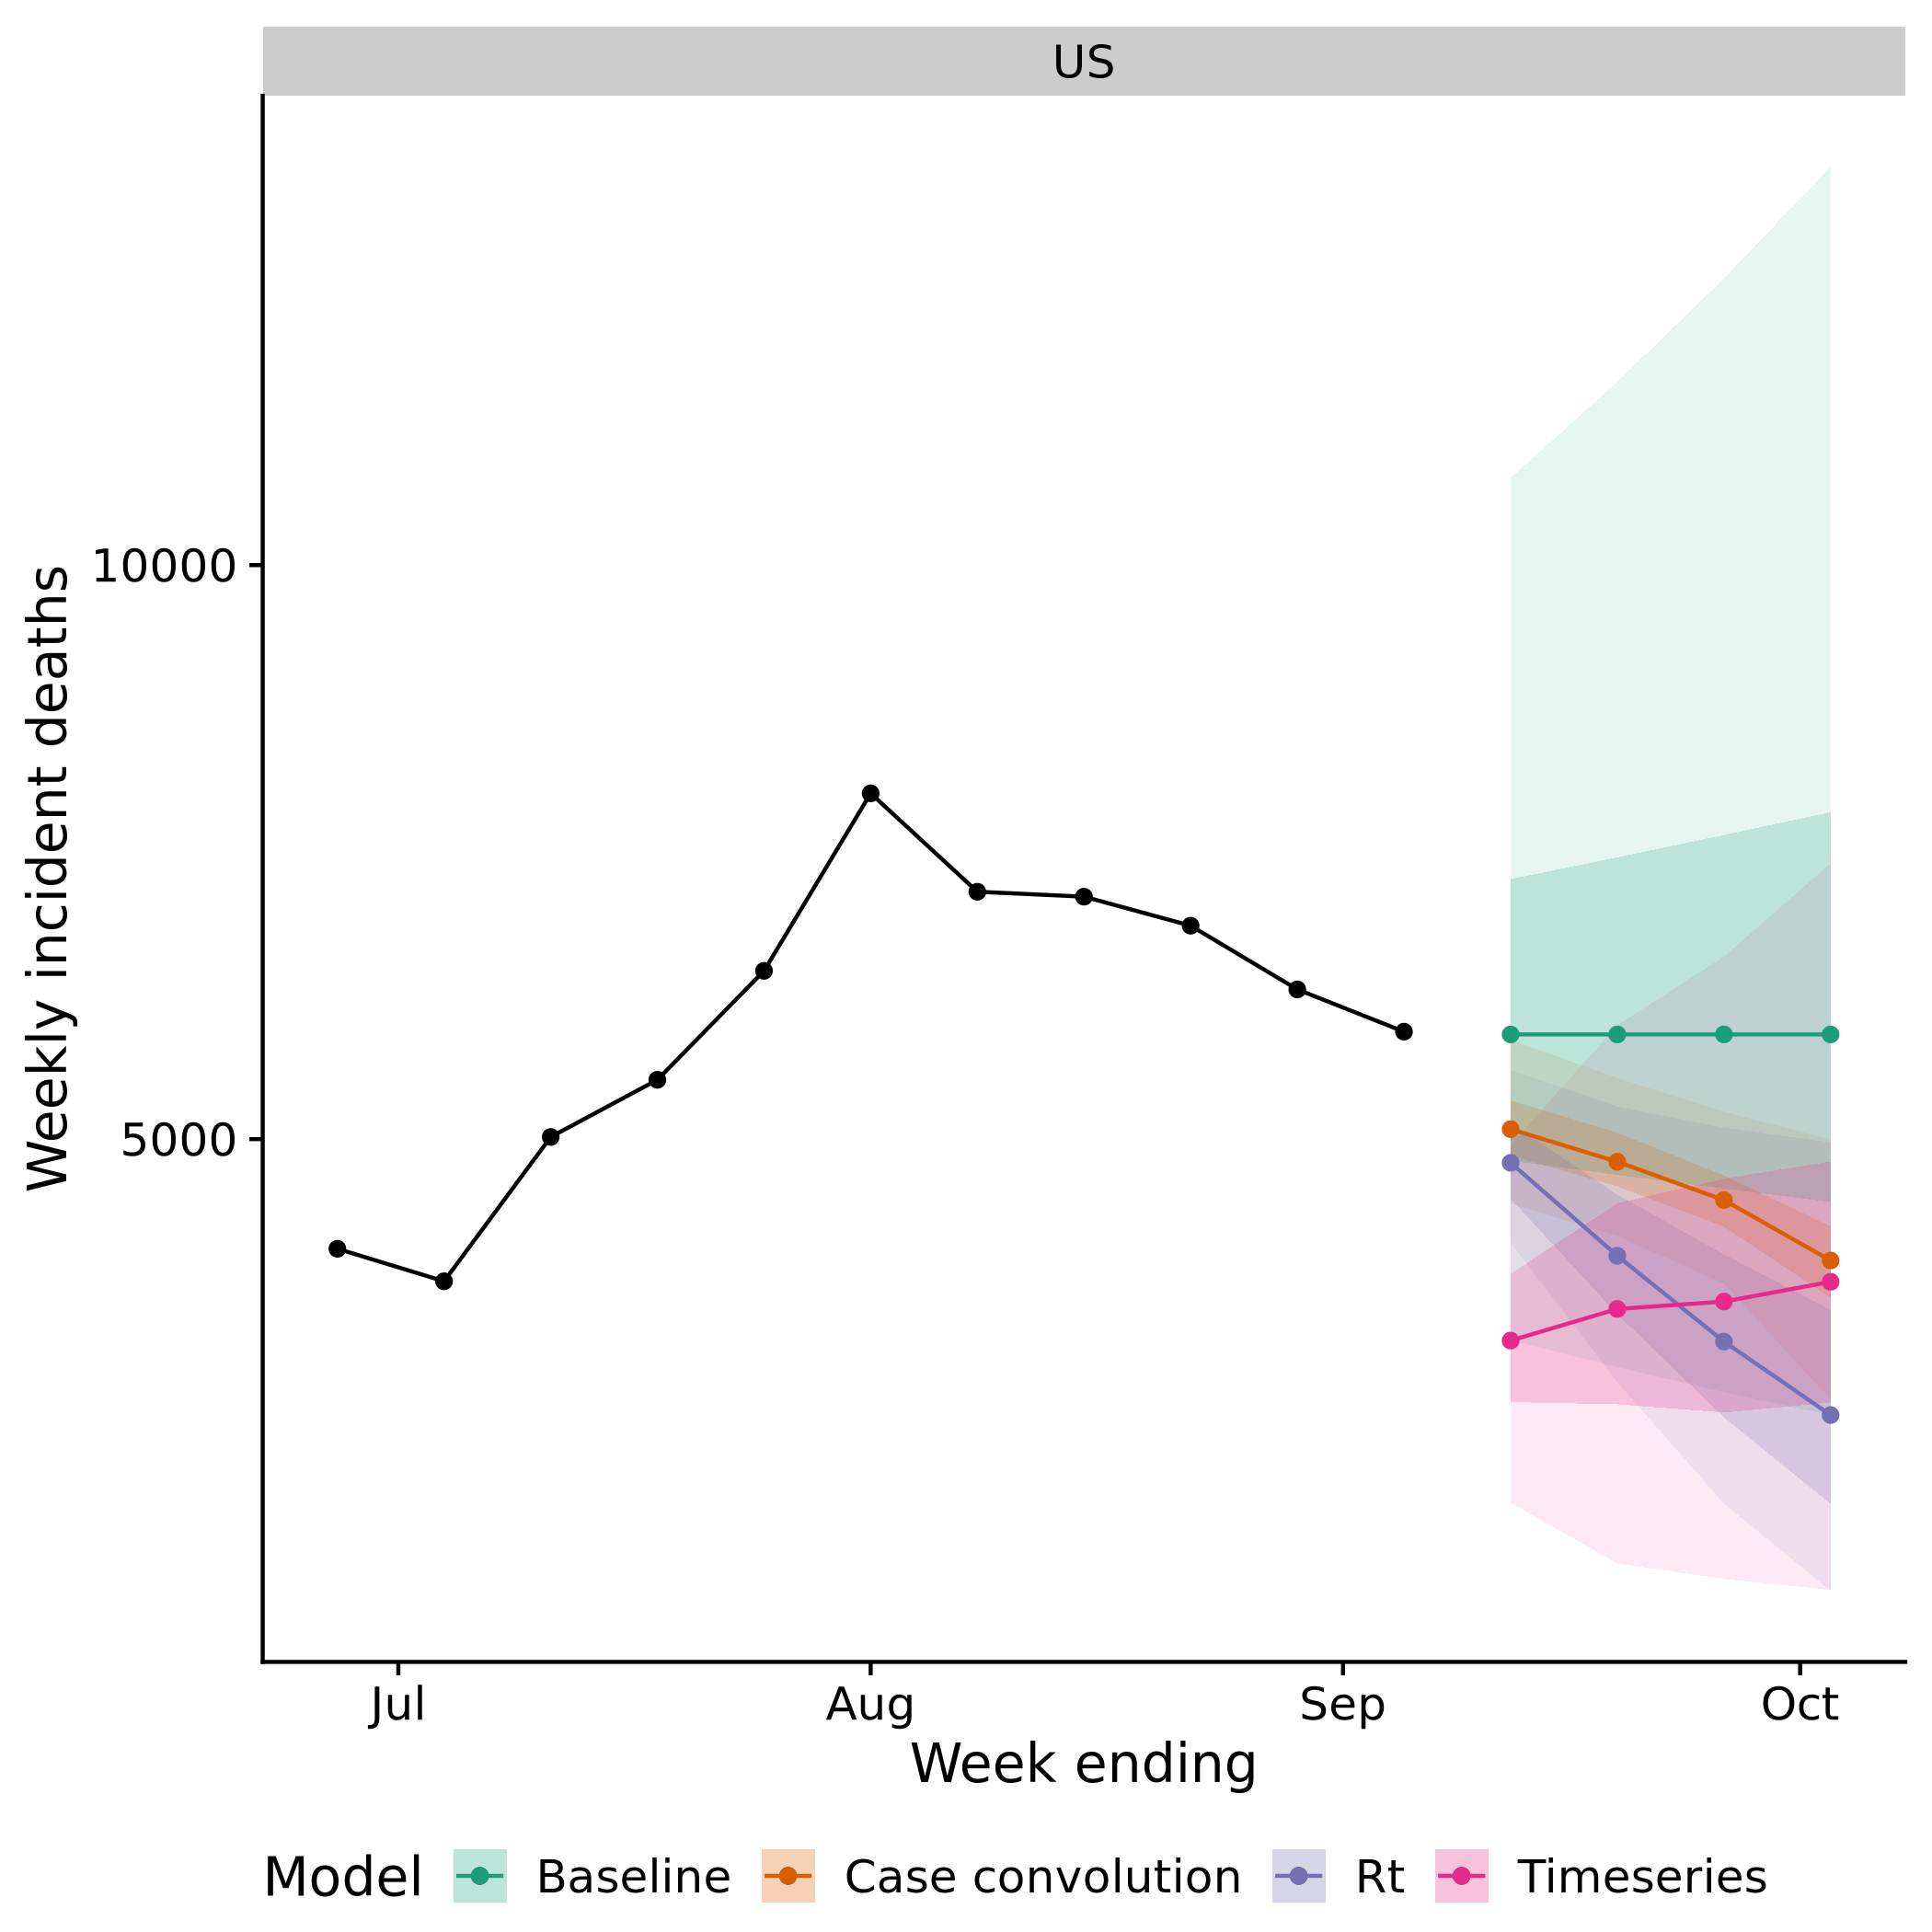 US
Weekly incident deaths
10000
5000
Jul Aug Sep Oct
Week ending
Model Baseline Case convolution Rt Timeseries